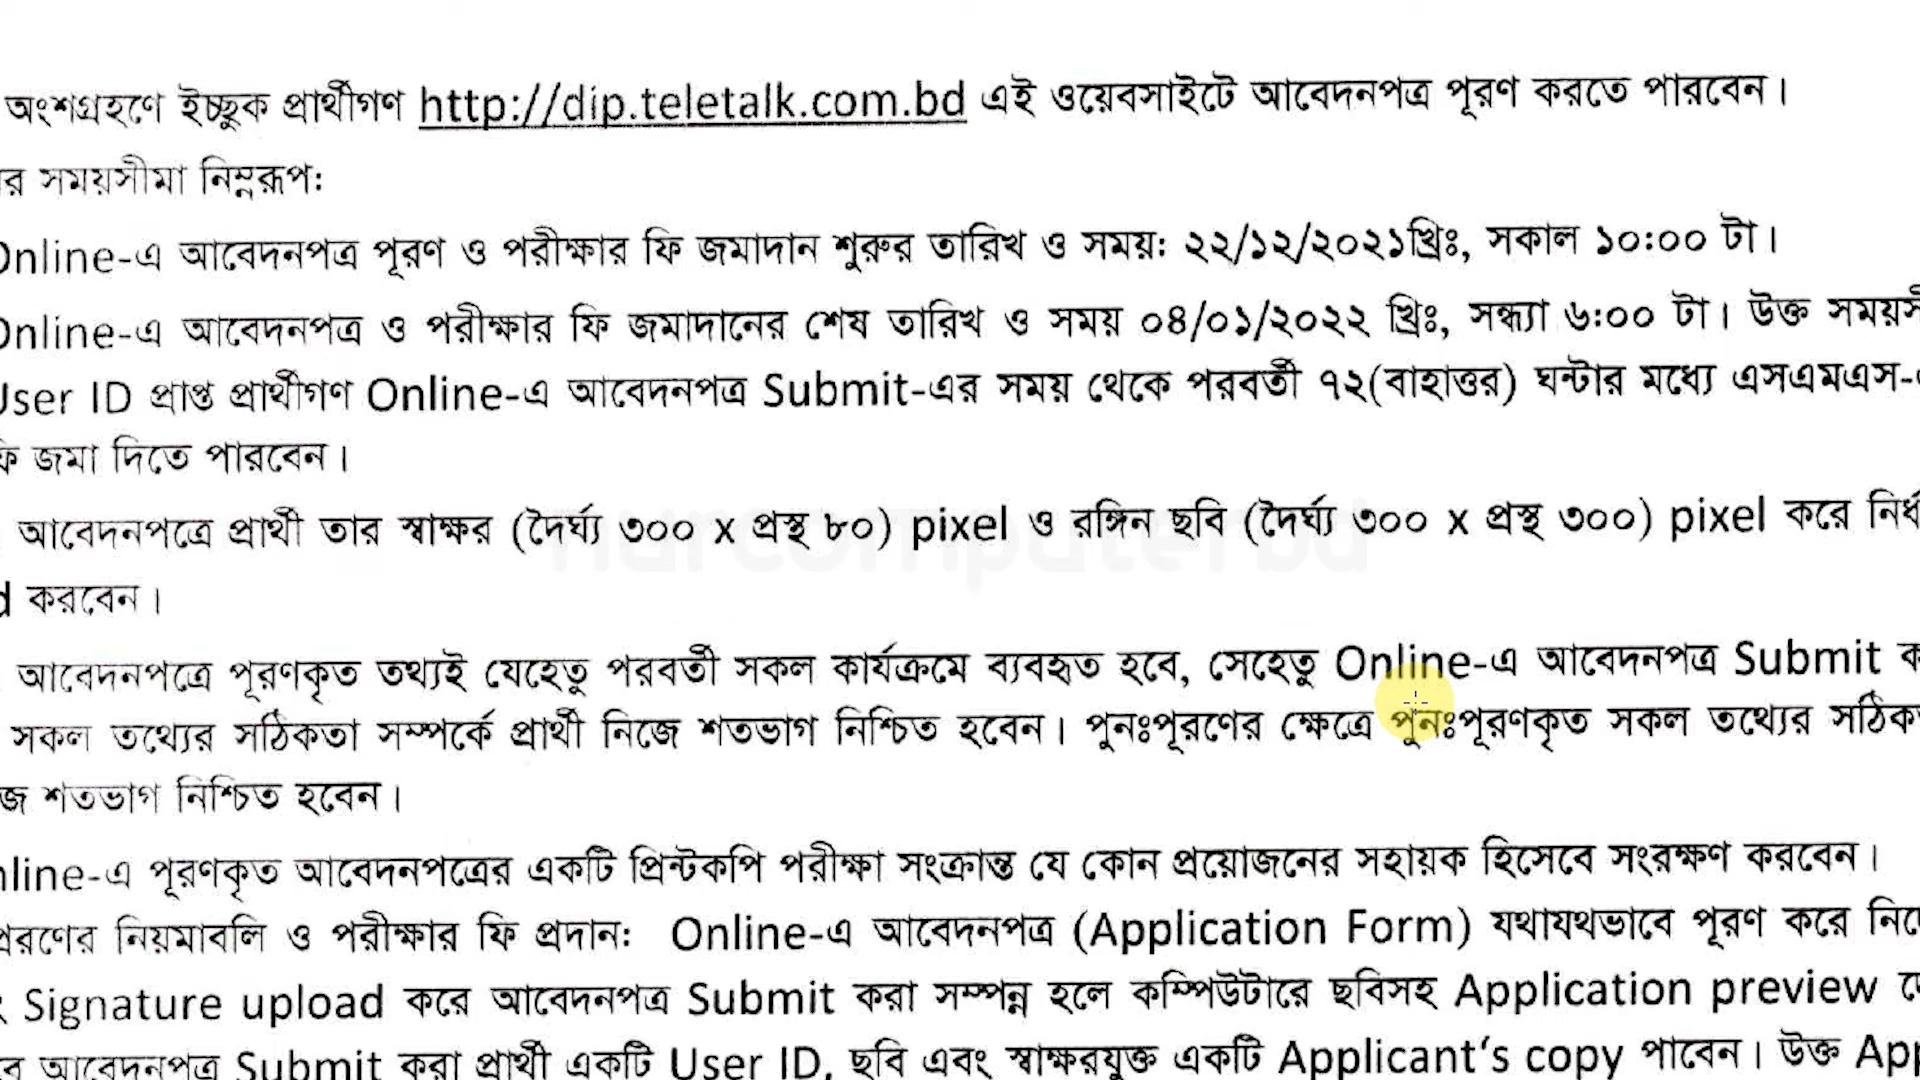 অংশগ্রহণে ইচ্ছুক প্রার্থীগণ http://dip.teletalk.com.bd এই ওয়েবসাইটে আবেদনপত্র পূরণ করতে পারবেন।
র সময়সীমা নিম্নরূপঃ
Online-এ আবেদনপত্র পূরণ ও পরীক্ষার ফি জমাদান শুরুর তারিখ ও সময়: ২২/১২/২০২১খ্রিঃ, সকাল ১০:০০ টা।
Online-এ আবেদনপত্র ও পরীক্ষার ফি জমাদানের শেষ তারিখ ও সময় ০৪/০১/২০২২ খ্রিঃ, সন্ধ্যা ৬:০০ টা। উক্ত সময়সী
User ID প্রাপ্ত প্রার্থীগণ Online-এ আবেদনপত্র Submit-এর সময় থেকে পরবর্তী ৭২(বাহাত্তর) ঘন্টার মধ্যে এসএমএস-এ
ফি জমা দিতে পারবেন।
আবেদনপত্রে প্রার্থী তার স্বাক্ষর (দৈর্ঘ্য ৩০০ x প্রস্থ ৮০) pixel ও রঙ্গিন ছবি (দৈর্ঘ্য ৩০০ x প্রস্থ ৩০০) pixel করে নির্ধ
d করবেন।
nurcomputerbd
আবেদনপত্রে পূরণকৃত তথ্যই যেহেতু পরবর্তী সকল কার্যক্রমে ব্যবহৃত হবে, সেহেতু Online-এ আবেদনপত্র Submit ক
সকল তথ্যের সঠিকতা সম্পর্কে প্রার্থী নিজে শতভাগ নিশ্চিত হবেন। পুনঃপূরণের ক্ষেত্রে পুনঃপূরণকৃত সকল তথ্যের সঠিকত
জে শতভাগ নিশ্চিত হবেন।
nline-এ পূরণকৃত আবেদনপত্রের একটি প্রিন্টকপি পরীক্ষা সংক্রান্ত যে কোন প্রয়োজনের সহায়ক হিসেবে সংরক্ষণ করবেন।
প্রেরণের নিয়মাবলি ও পরীক্ষার ফি প্রদান: Online-এ আবেদনপত্র (Application Form) যথাযথভাবে পূরণ করে নির্দে
Signature upload করে আবেদনপত্র Submit করা সম্পন্ন হলে কম্পিউটারে ছবিসহ Application preview দে
বে আবেদনপত্র Submit করা প্রার্থী একটি User ID, ছবি এবং স্বাক্ষরযুক্ত একটি Applicant's copy পাবেন। উক্ত App